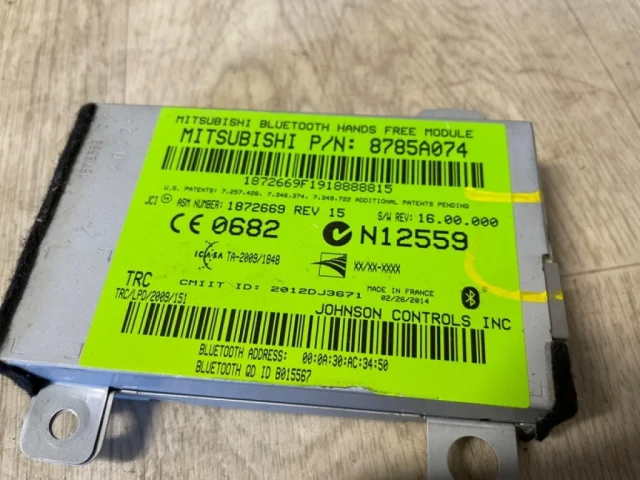 MITSUBISHI BLUETOOTH HANDS FREE MODULE
MITSUBISHI P/N: 8785A074
1872669F1918888815
U.S. PATENTS: 7.257.426. 7.346.374. 7.349.722 ADDITIONAL PATENTS PENDING
JCI ASM NUMBER: 1872669 REV 15 S/W REV: 16.00.000
CE 0682 N12559
ICASA TA-2009/1848 XX/XX-XXXX
TRC
TRC/LPD/2009/151
CMIIT ID: 2012DJ3671
MADE IN FRANCE
02/26/2014
JOHNSON CONTROLS INC
BLUETOOTH ADDRESS: 00:0A:30:AC:34:50
BLUETOOTH QD ID B015567